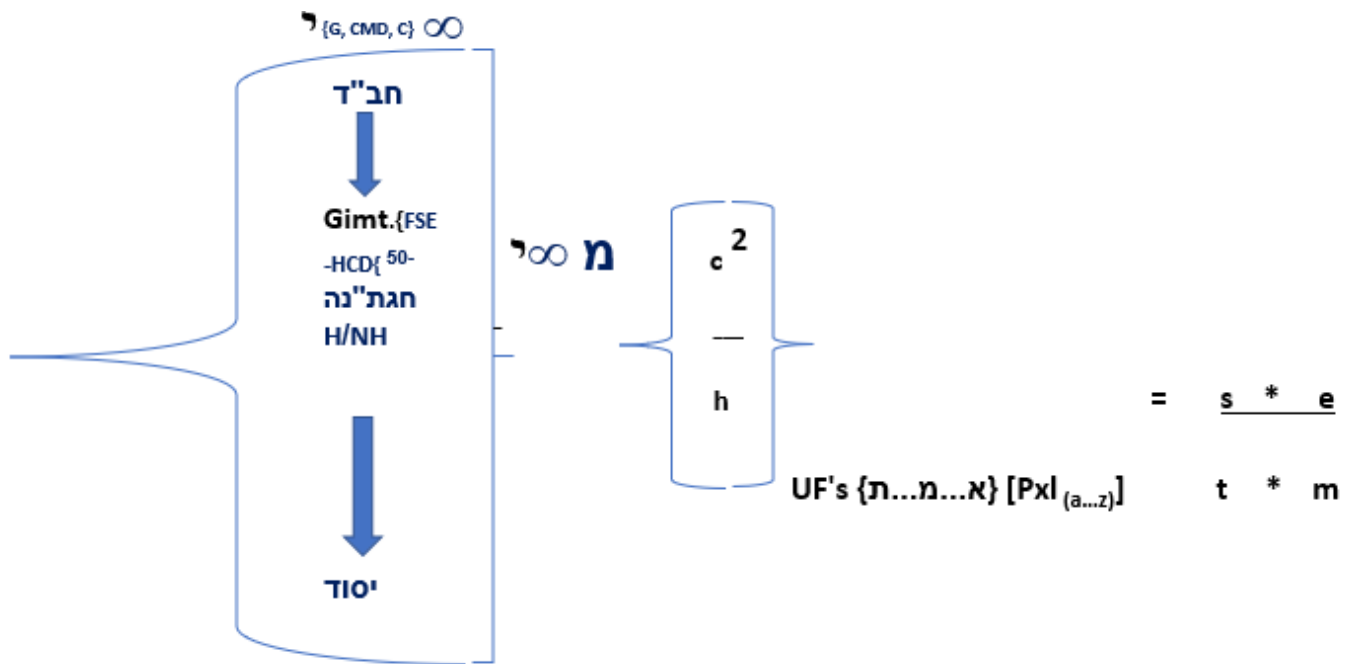 י {G, CMD, C} ∞
חב"ד
Gimt.{FSE
-HCD{ 50-
חגת"נה
H/NH
יסוד
י∞ מ
c 2
—
h
= s * e
UF's {א...מ...ת} [Pxl (a...z)] t * m